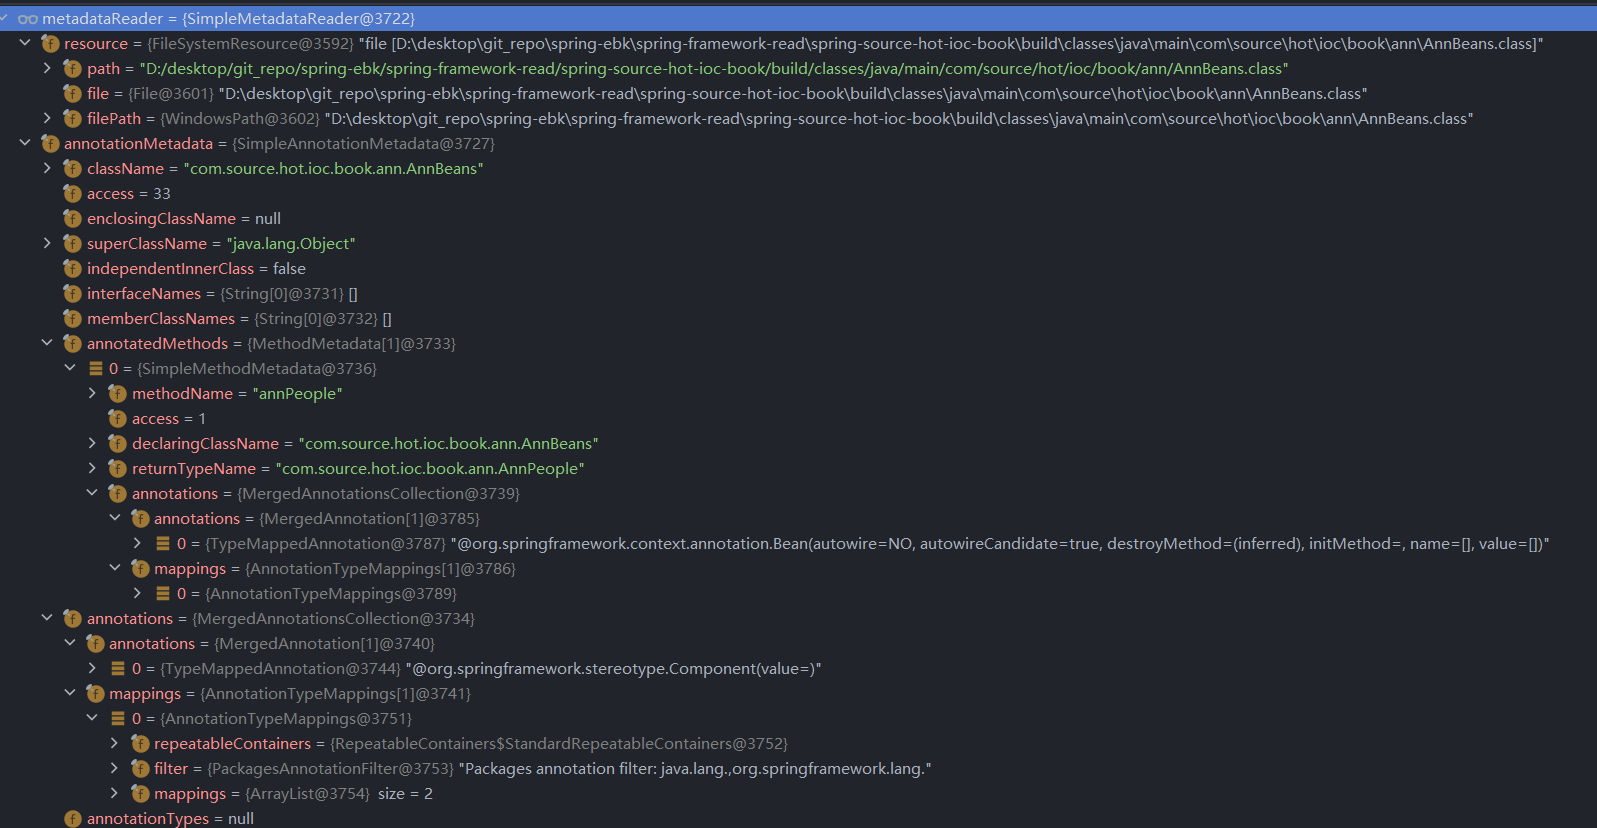 metadataReader = {SimpleMetadataReader@3722}
resource = {FileSystemResource@3592} "file [D:\desktop\git_repo\spring-ebk\spring-framework-read\spring-source-hot-ioc-book\build\classes\java\main\com\source\hot\ioc\book\ann\AnnBeans.class]"
path = "D:/desktop/git_repo/spring-ebk/spring-framework-read/spring-source-hot-ioc-book/build/classes/java/main/com/source/hot/ioc/book/ann/AnnBeans.class"
file = {File@3601} "D:\desktop\git_repo\spring-ebk\spring-framework-read\spring-source-hot-ioc-book\build\classes\java\main\com\source\hot\ioc\book\ann\AnnBeans.class"
filePath = {WindowsPath@3602} "D:\desktop\git_repo\spring-ebk\spring-framework-read\spring-source-hot-ioc-book\build\classes\java\main\com\source\hot\ioc\book\ann\AnnBeans.class"
annotationMetadata = {SimpleAnnotationMetadata@3727}
className = "com.source.hot.ioc.book.ann.AnnBeans"
access = 33
enclosingClassName = null
superClassName = "java.lang.Object"
independentInnerClass = false
interfaceNames = {String[0]@3731} []
memberClassNames = {String[0]@3732} []
annotatedMethods = {MethodMetadata[1]@3733}
0 = {SimpleMethodMetadata@3736}
methodName = "annPeople"
access = 1
declaringClassName = "com.source.hot.ioc.book.ann.AnnBeans"
returnTypeName = "com.source.hot.ioc.book.ann.AnnPeople"
annotations = {MergedAnnotationsCollection@3739}
annotations = {MergedAnnotation[1]@3785}
0 = {TypeMappedAnnotation@3787} "@org.springframework.context.annotation.Bean(autowire=NO, autowireCandidate=true, destroyMethod=(inferred), initMethod=, name=[], value=[])"
mappings = {AnnotationTypeMappings[1]@3786}
0 = {AnnotationTypeMappings@3789}
annotations = {MergedAnnotationsCollection@3734}
annotations = {MergedAnnotation[1]@3740}
0 = {TypeMappedAnnotation@3744} "@org.springframework.stereotype.Component(value=)"
mappings = {AnnotationTypeMappings[1]@3741}
0 = {AnnotationTypeMappings@3751}
repeatableContainers = {RepeatableContainers$StandardRepeatableContainers@3752}
filter = {PackagesAnnotationFilter@3753} "Packages annotation filter: java.lang.,org.springframework.lang."
mappings = {ArrayList@3754} size = 2
annotationTypes = null